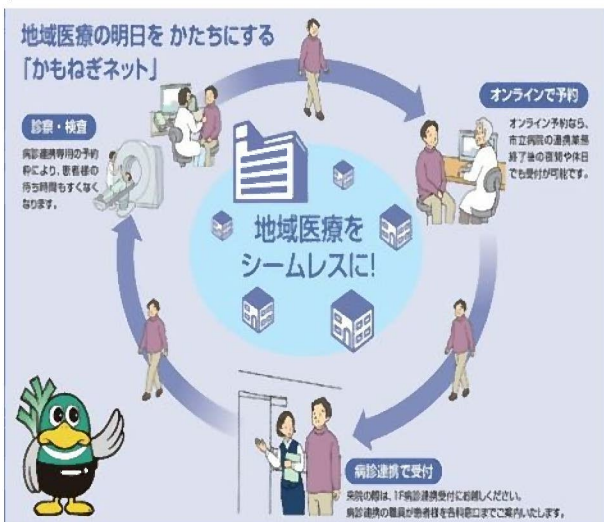 地域医療の明日を かたちにする
「かもねぎネット」
オンラインで予約
オンライン予約なら、
市立病院の連携業務
終了後の夜間や休日
でも受付が可能です。
診察・検査
病診連携専用の予約
枠により、患者様の
待ち時間もすくなく
なります。
地域医療を
シームレスに!
病診連携で受付
来院の際は、1F病診連携受付にお越しください。
病診連携の職員が患者様を各科窓口までご案内いたします。